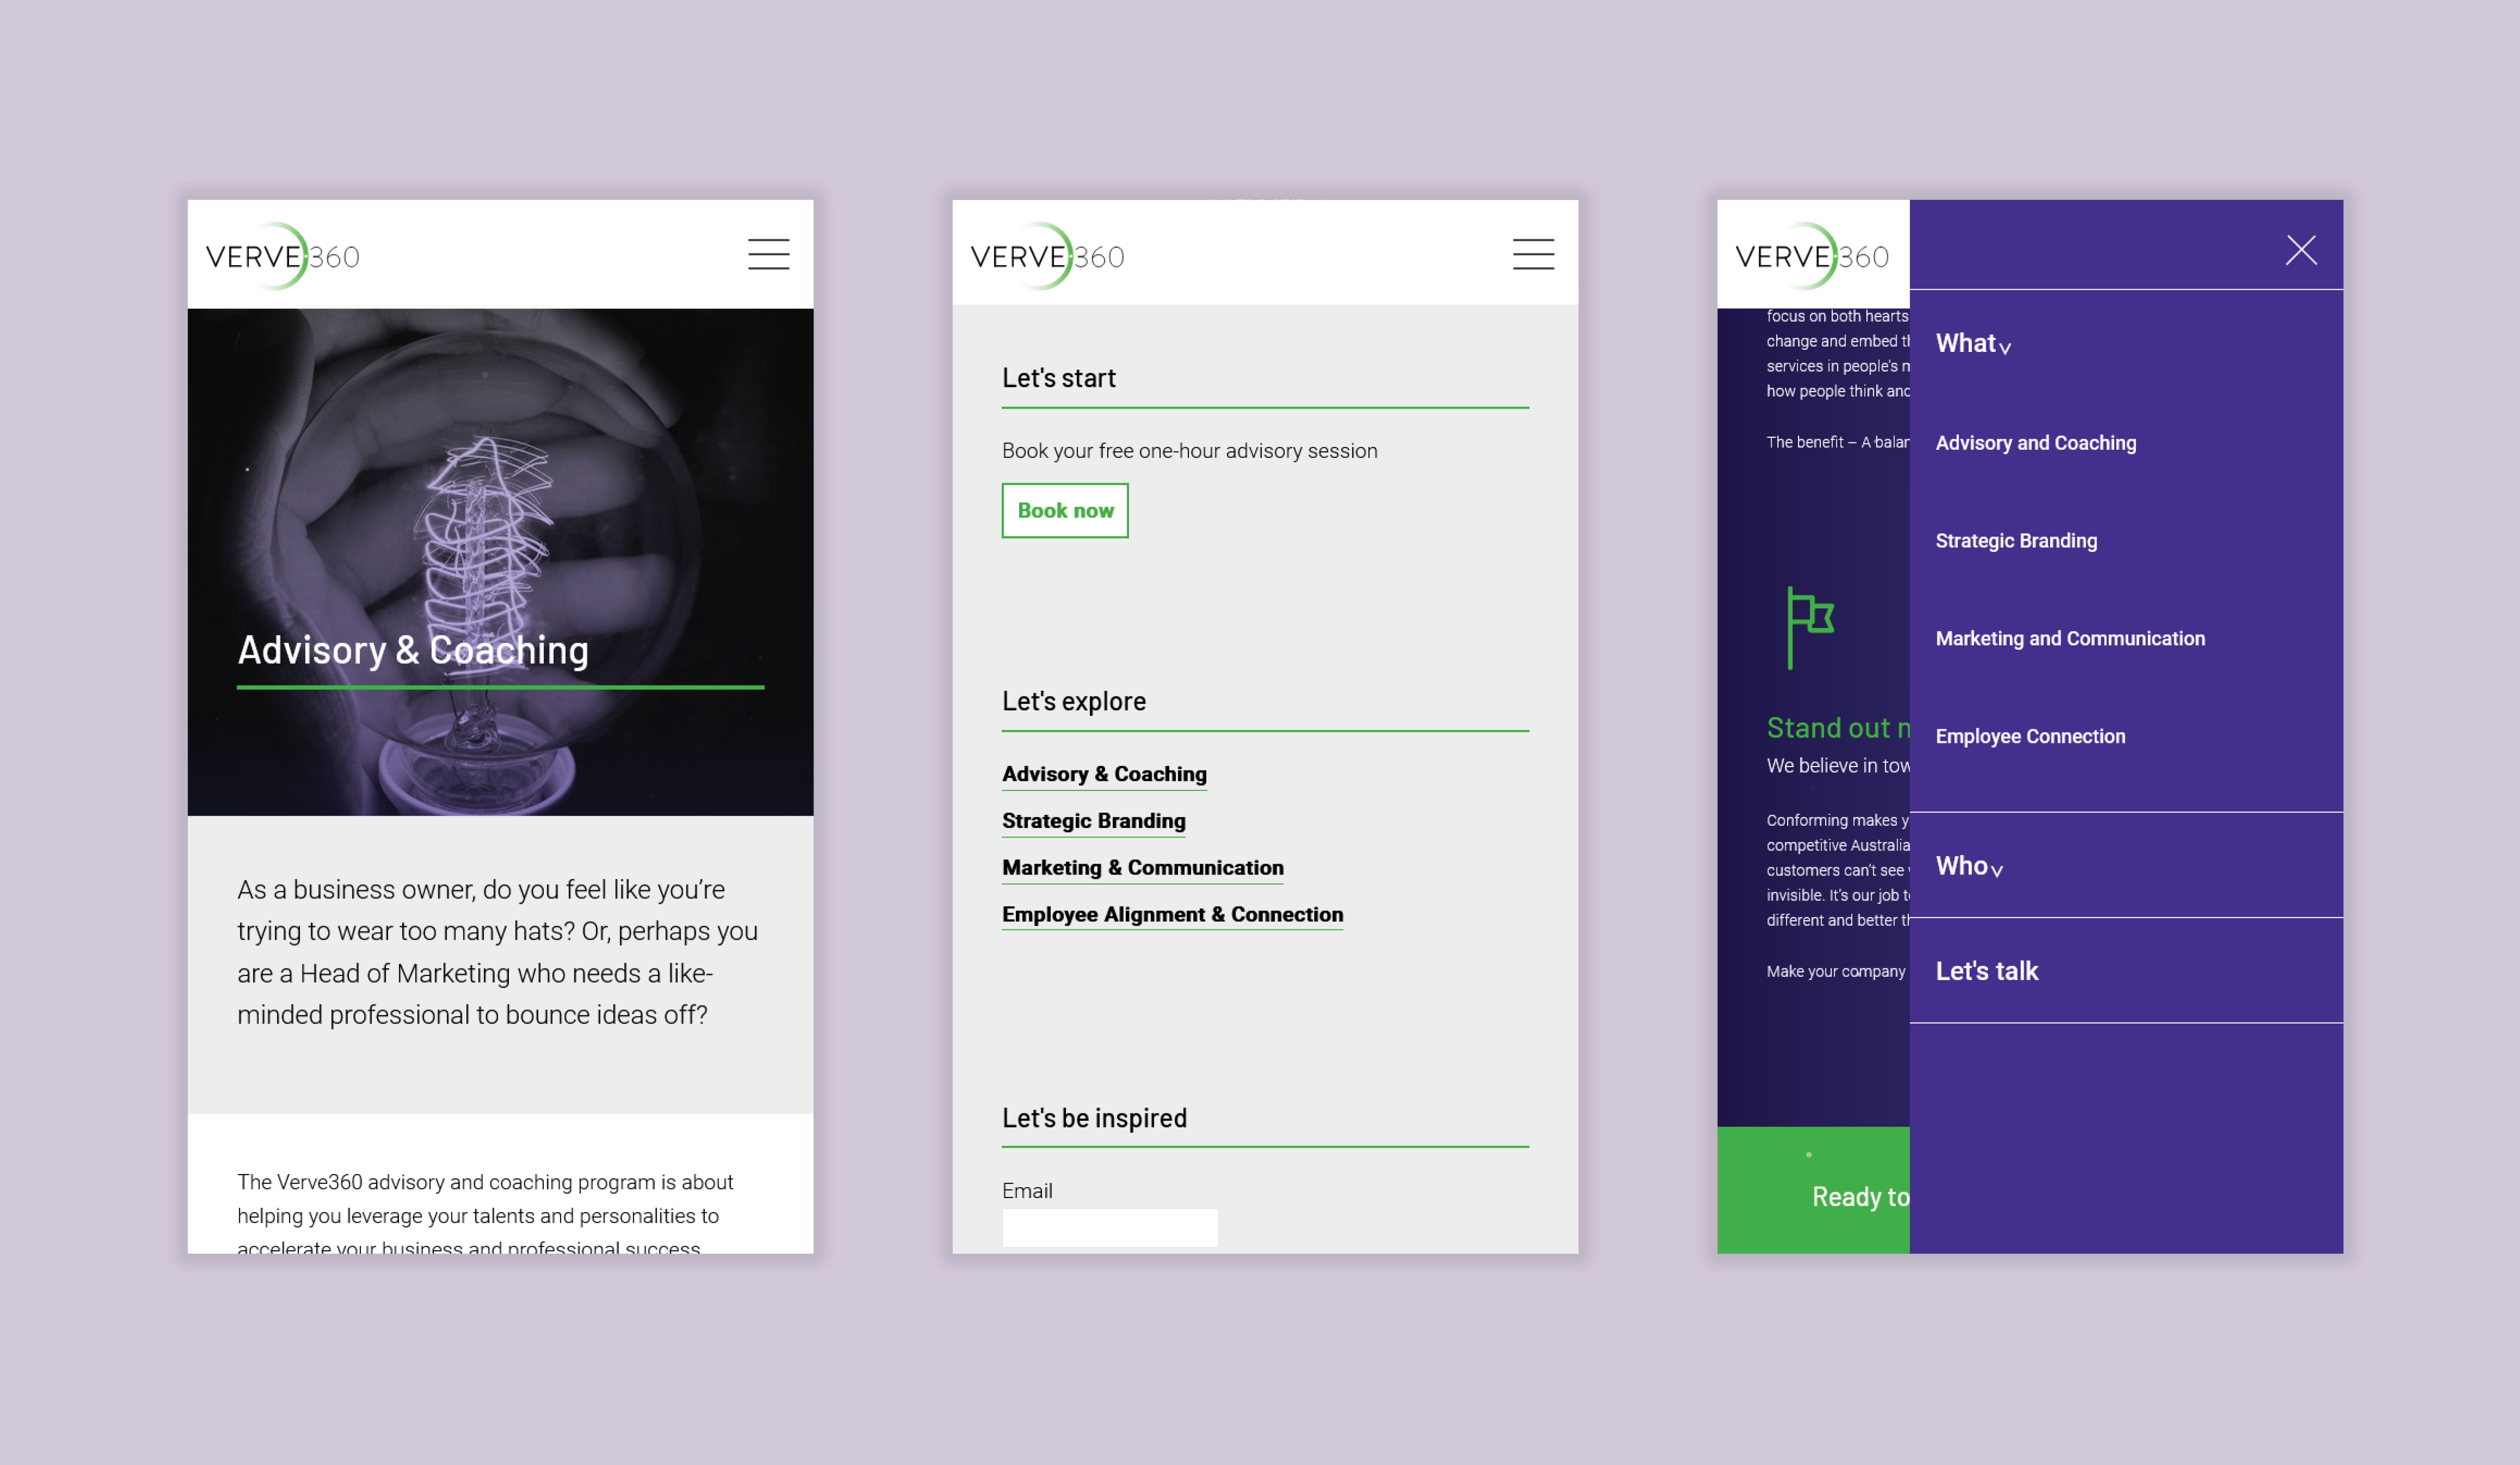 VERVE 360
Advisory & Coaching
As a business owner, do you feel like you’re
trying to wear too many hats? Or, perhaps you
are a Head of Marketing who needs a like-
minded professional to bounce ideas off?
The Verve360 advisory and coaching program is about
helping you leverage your talents and personalities to
accelerate your business and professional success
VERVE 360
Let's start
Book your free one-hour advisory session
Book now
Let's explore
Advisory & Coaching
Strategic Branding
Marketing & Communication
Employee Alignment & Connection
Let's be inspired
Email
VERVE 360
focus on both hearts
change and embed
services in people’s
how people think
The benefit – A
Stand out
We believe in
Conforming makes
competitive
customers can’t see
invisible. It’s our job
different and better
Make your company
Ready to
What
Advisory and Coaching
Strategic Branding
Marketing and Communication
Employee Connection
Who
Let's talk